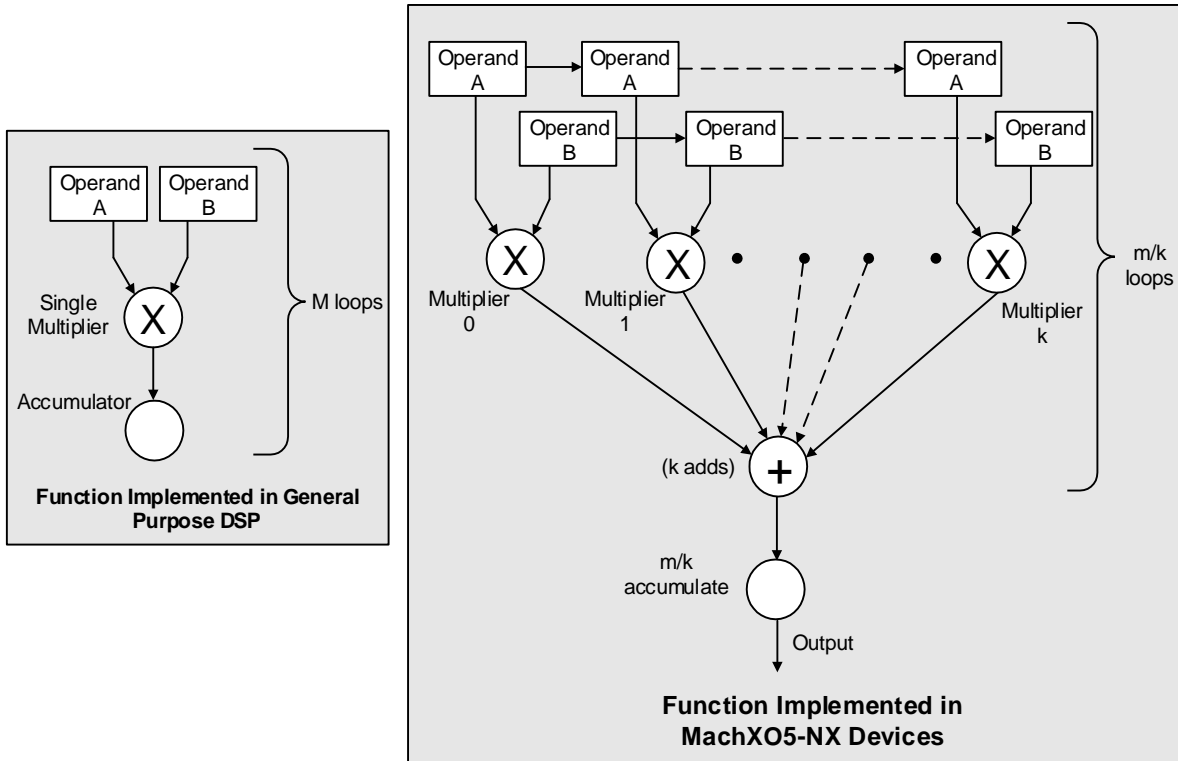 Operand
A
Operand
B
Single
Multiplier
X
M loops
Accumulator
Function Implemented in General
Purpose DSP
Operand
A
Operand
A
Operand
A
Operand
B
Operand
B
Operand
B
X
X
X
Multiplier
0
Multiplier
1
Multiplier
k
m/k
loops
(k adds)
+
m/k
accumulate
Output
Function Implemented in
MachXO5-NX Devices